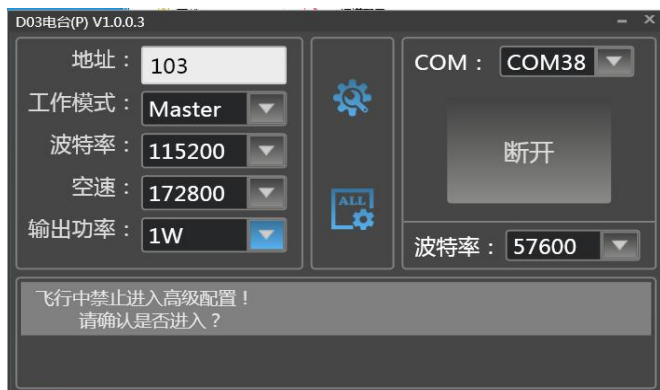 D03电台(P) V1.0.0.3
地址： 103
工作模式： Master
波特率： 115200
空速： 172800
输出功率： 1W
ALL
COM： COM38
断开
波特率： 57600
飞行中禁止进入高级配置！
请确认是否进入？